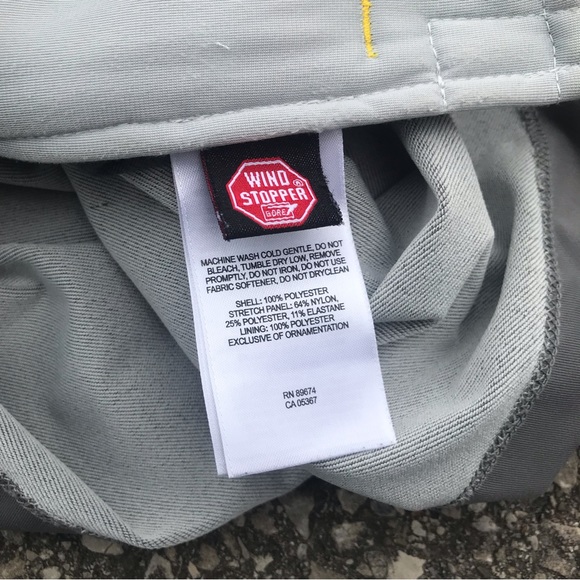 WIND
®
STOPPER
GORE
MACHINE WASH COLD GENTLE, DO NOT
BLEACH, TUMBLE DRY LOW, REMOVE
PROMPTLY, DO NOT IRON, DO NOT USE
FABRIC SOFTENER, DO NOT DRYCLEAN
SHELL: 100% POLYESTER
STRETCH PANEL: 64% NYLON,
25% POLYESTER, 11% ELASTANE
LINING: 100% POLYESTER
EXCLUSIVE OF ORNAMENTATION
RN 89674
CA 05367